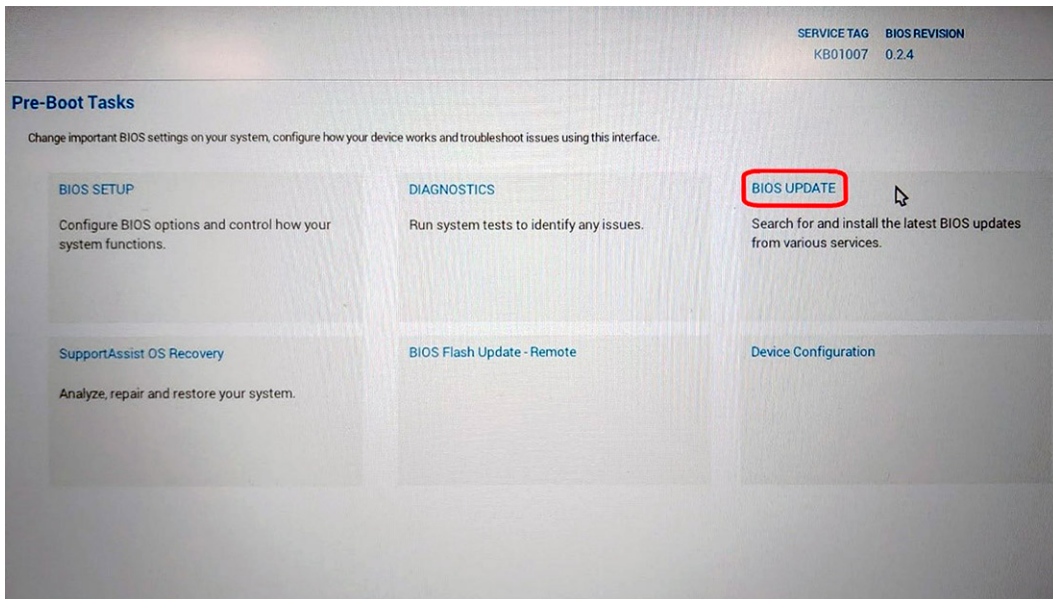 SERVICE TAG BIOS REVISION
KB01007 0.2.4
Pre-Boot Tasks
Change important BIOS settings on your system, configure how your device works and troubleshoot issues using this interface.
BIOS SETUP
Configure BIOS options and control how your
system functions.
DIAGNOSTICS
Run system tests to identify any issues.
BIOS UPDATE
Search for and install the latest BIOS updates
from various services.
SupportAssist OS Recovery
Analyze, repair and restore your system.
BIOS Flash Update - Remote
Device Configuration